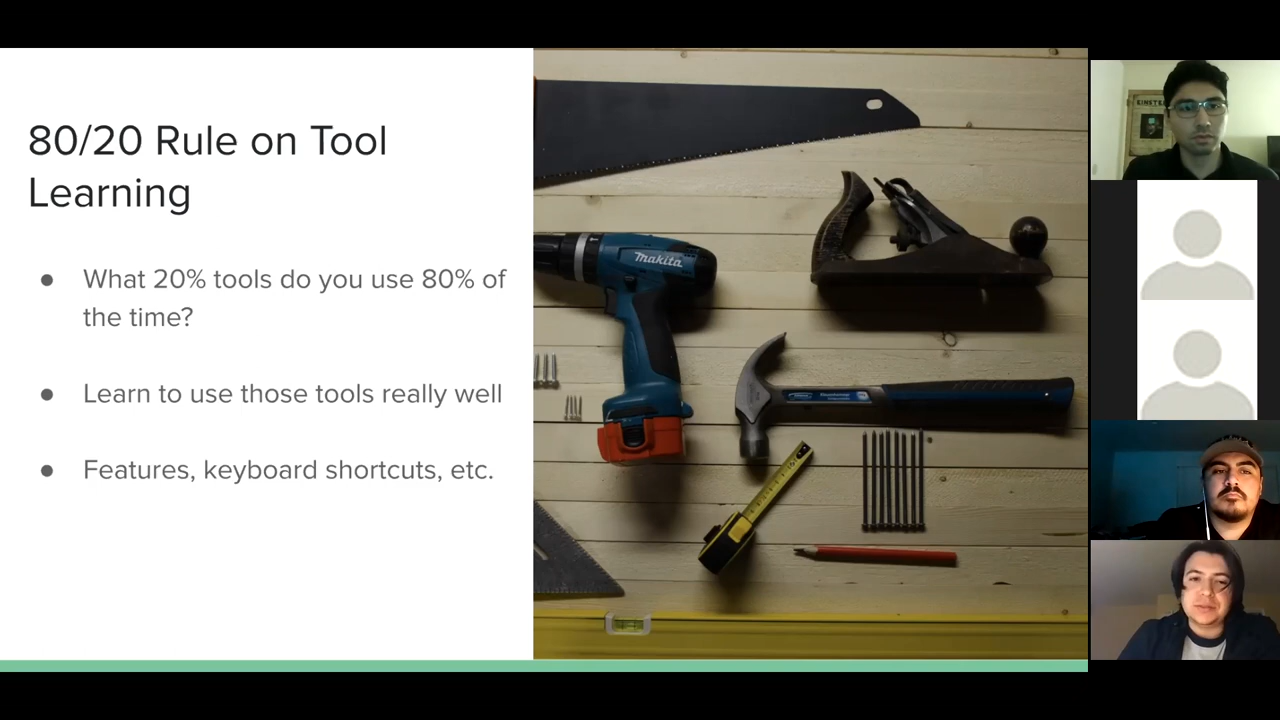 80/20 Rule on Tool
Learning
● What 20% tools do you use 80% of
the time?
● Learn to use those tools really well
● Features, keyboard shortcuts, etc.
makita
EINSTEIN